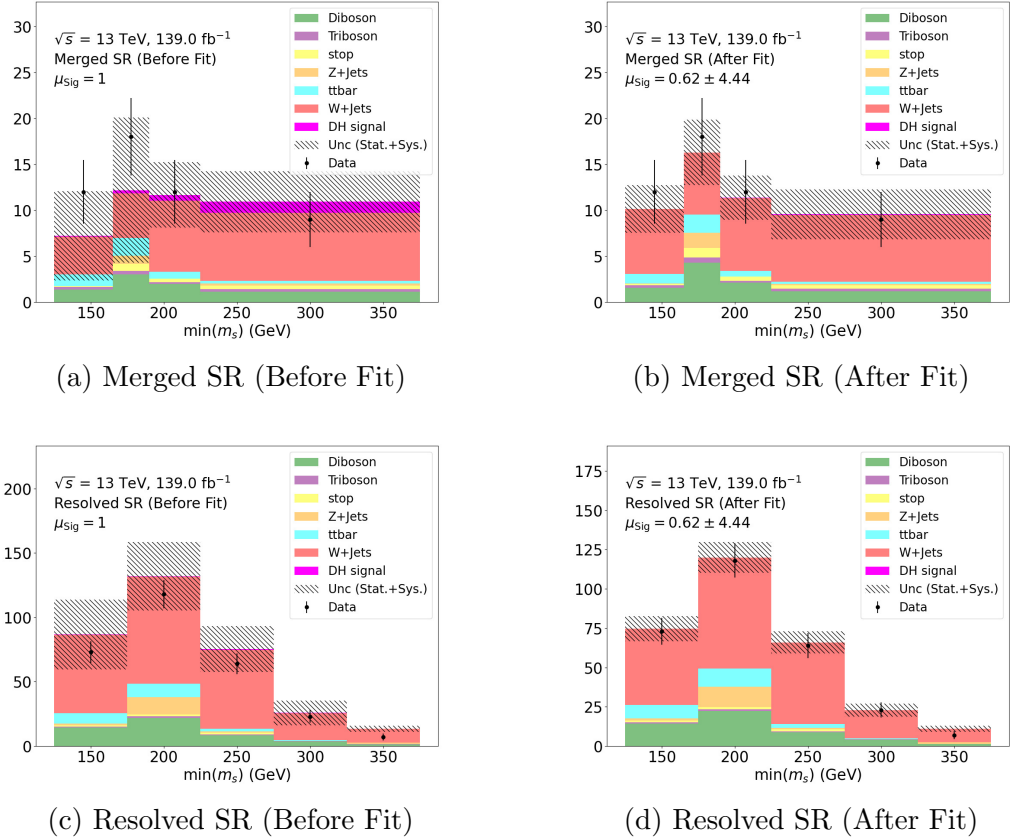 30
25
20
15
10
5
0
√s = 13 TeV, 139.0 fb⁻¹
Merged SR (Before Fit)
μSig = 1
Diboson
Triboson
stop
Z+Jets
ttbar
W+Jets
DH signal
Unc (Stat.+Sys.)
Data
150 200 250 300 350
min(mₛ) (GeV)
(a) Merged SR (Before Fit)
30
25
20
15
10
5
0
√s = 13 TeV, 139.0 fb⁻¹
Merged SR (After Fit)
μSig = 0.62 ± 4.44
Diboson
Triboson
stop
Z+Jets
ttbar
W+Jets
DH signal
Unc (Stat.+Sys.)
Data
150 200 250 300 350
min(mₛ) (GeV)
(b) Merged SR (After Fit)
200
150
100
50
0
√s = 13 TeV, 139.0 fb⁻¹
Resolved SR (Before Fit)
μSig = 1
Diboson
Triboson
stop
Z+Jets
ttbar
W+Jets
DH signal
Unc (Stat.+Sys.)
Data
150 200 250 300 350
min(mₛ) (GeV)
(c) Resolved SR (Before Fit)
175
150
125
100
75
50
25
0
√s = 13 TeV, 139.0 fb⁻¹
Resolved SR (After Fit)
μSig = 0.62 ± 4.44
Diboson
Triboson
stop
Z+Jets
ttbar
W+Jets
DH signal
Unc (Stat.+Sys.)
Data
150 200 250 300 350
min(mₛ) (GeV)
(d) Resolved SR (After Fit)